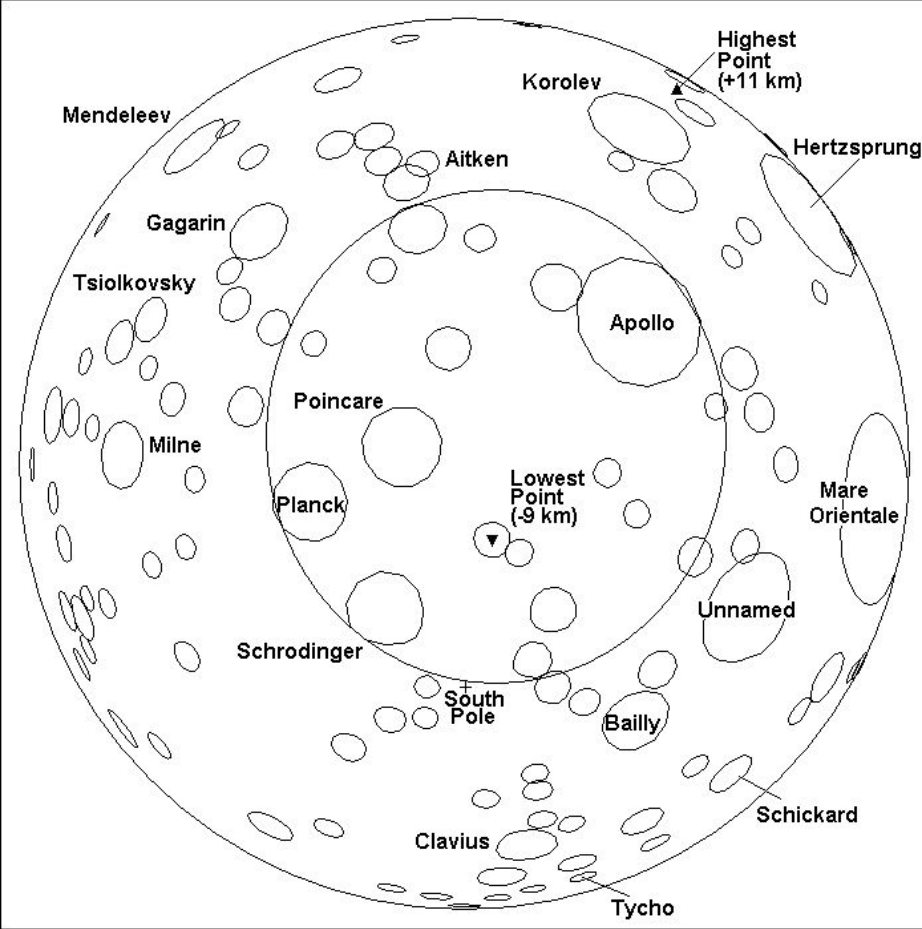 Highest
Point
(+11 km)
Korolev
Mendeleev
Hertzsprung
Aitken
Gagarin
Tsiolkovsky
Apollo
Poincare
Milne
Lowest
Point
(-9 km)
Planck
Mare
Orientale
Unnamed
Schrodinger
South
Pole
Bailly
Schickard
Clavius
Tycho